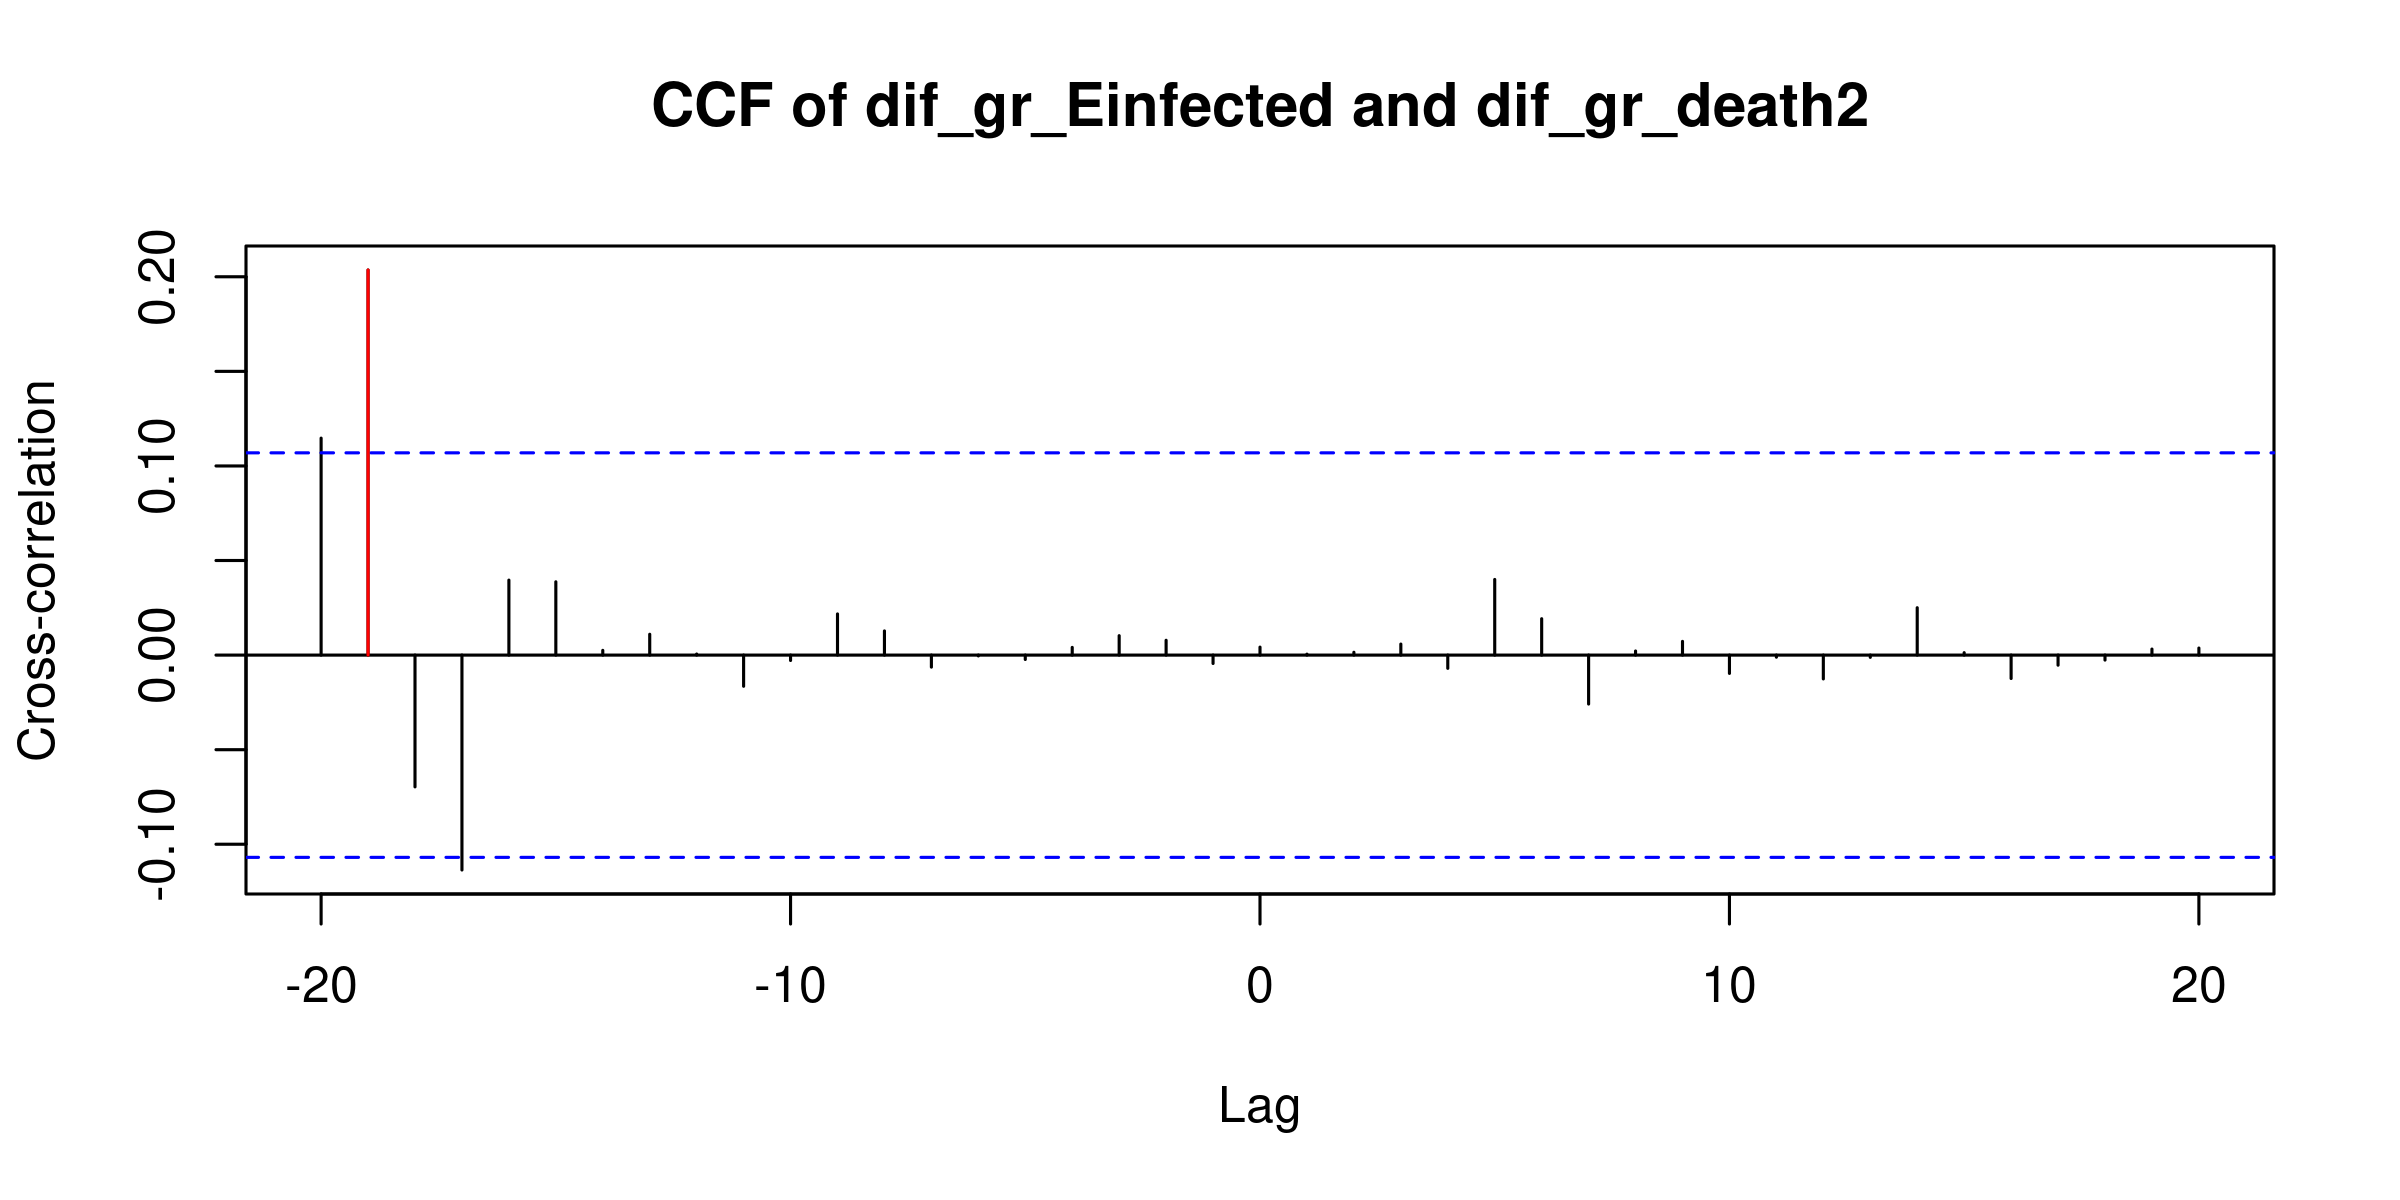 CCF of dif_gr_Einfected and dif_gr_death2
Cross-correlation
0.20
0.10
0.00
-0.10
-20 -10 0 10 20
Lag